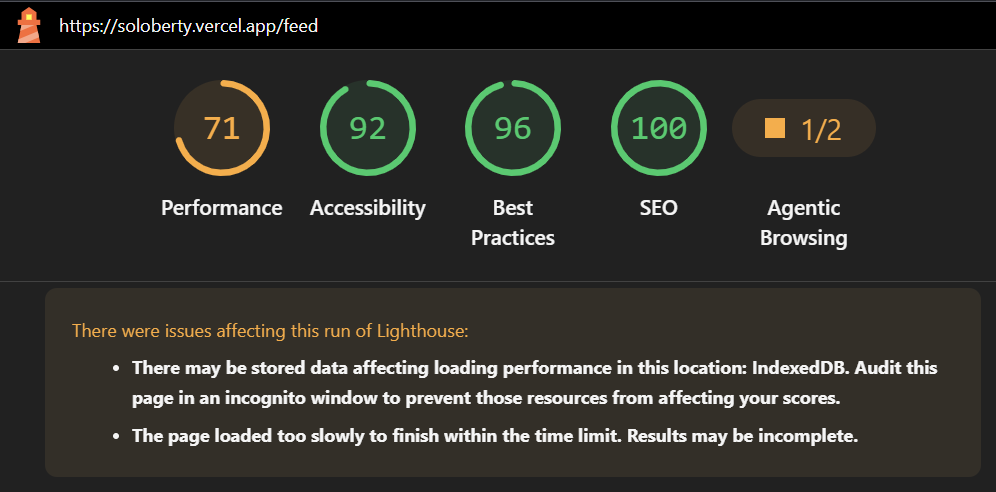 https://soloberty.vercel.app/feed
71
92
96
100
1/2
Performance
Accessibility
Best
Practices
SEO
Agentic
Browsing
There were issues affecting this run of Lighthouse:
• There may be stored data affecting loading performance in this location: IndexedDB. Audit this
page in an incognito window to prevent those resources from affecting your scores.
• The page loaded too slowly to finish within the time limit. Results may be incomplete.